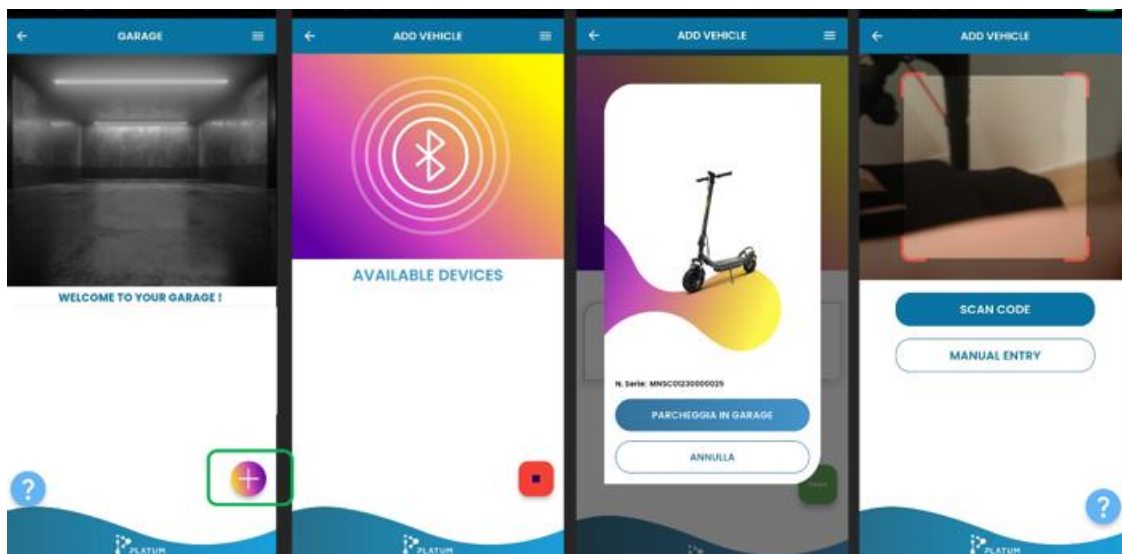 GARAGE
WELCOME TO YOUR GARAGE !
?
PLATUM
ADD VEHICLE
AVAILABLE DEVICES
PLATUM
ADD VEHICLE
N. Serie: MNSC01230000025
PARCHEGGIA IN GARAGE
ANNULLA
ADD VEHICLE
SCAN CODE
MANUAL ENTRY
?
PLATUM